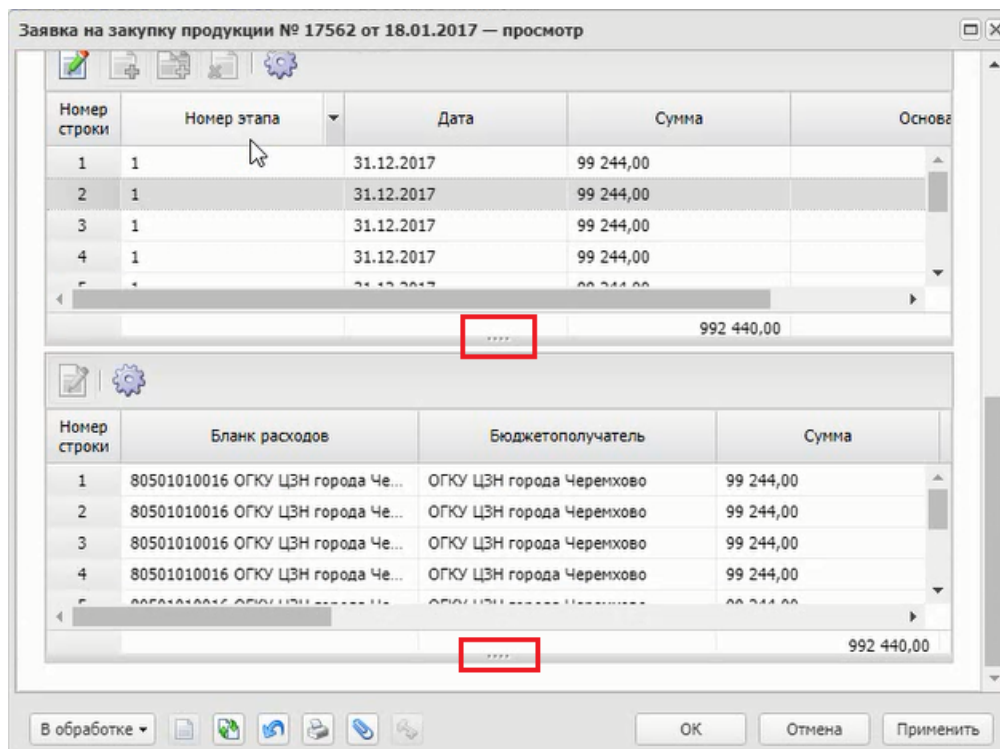 Заявка на закупку продукции № 17562 от 18.01.2017 — просмотр
Номер строки Номер этапа Дата Сумма Основа
1 1 31.12.2017 99 244,00
2 1 31.12.2017 99 244,00
3 1 31.12.2017 99 244,00
4 1 31.12.2017 99 244,00
992 440,00
Номер строки Бланк расходов Бюджетополучатель Сумма
1 80501010016 ОГКУ ЦЗН города Че... ОГКУ ЦЗН города Черемхово 99 244,00
2 80501010016 ОГКУ ЦЗН города Че... ОГКУ ЦЗН города Черемхово 99 244,00
3 80501010016 ОГКУ ЦЗН города Че... ОГКУ ЦЗН города Черемхово 99 244,00
4 80501010016 ОГКУ ЦЗН города Че... ОГКУ ЦЗН города Черемхово 99 244,00
992 440,00
В обработке ОК Отмена Применить